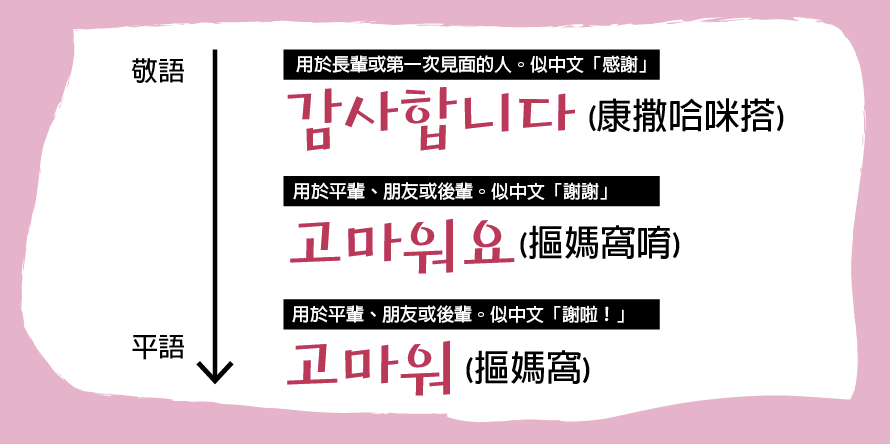 敬語
用於長輩或第一次見面的人。似中文「感謝」
감사합니다 (康撒哈咪搭)
用於平輩、朋友或後輩。似中文「謝謝」
고마워요 (摳媽窩唷)
用於平輩、朋友或後輩。似中文「謝啦！」
平語
고마워 (摳媽窩)